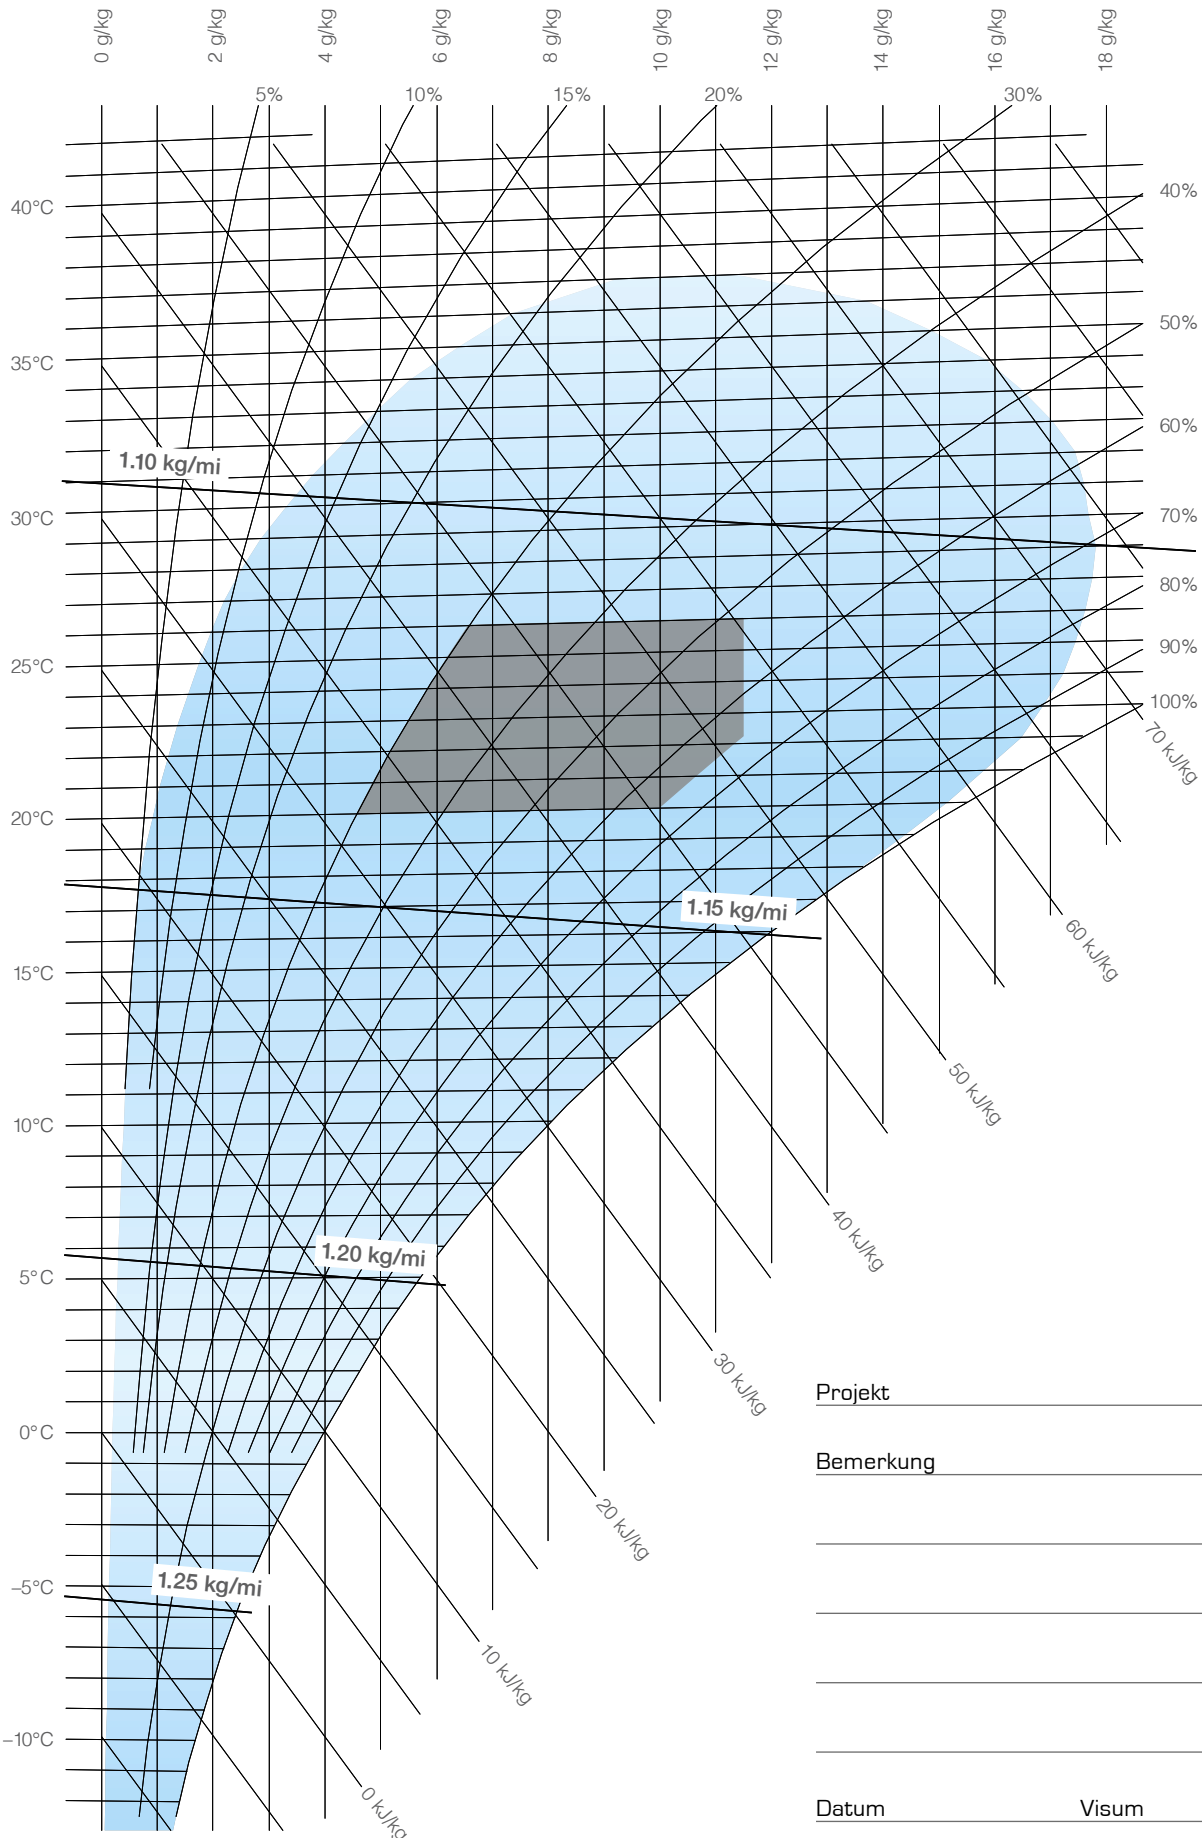 0 g/kg 2 g/kg 4 g/kg 6 g/kg 8 g/kg 10 g/kg 12 g/kg 14 g/kg 16 g/kg 18 g/kg
5% 10% 15% 20% 30%
40%
40°C
50%
35°C
60%
1.10 kg/mi
70%
30°C
80%
90%
25°C
100%
70 kJ/kg
20°C
1.15 kg/mi
60 kJ/kg
15°C
50 kJ/kg
10°C
40 kJ/kg
1.20 kg/mi
5°C
30 kJ/kg
Projekt
0°C
Bemerkung
20 kJ/kg
1.25 kg/mi
–5°C
10 kJ/kg
–10°C
0 kJ/kg
Datum Visum